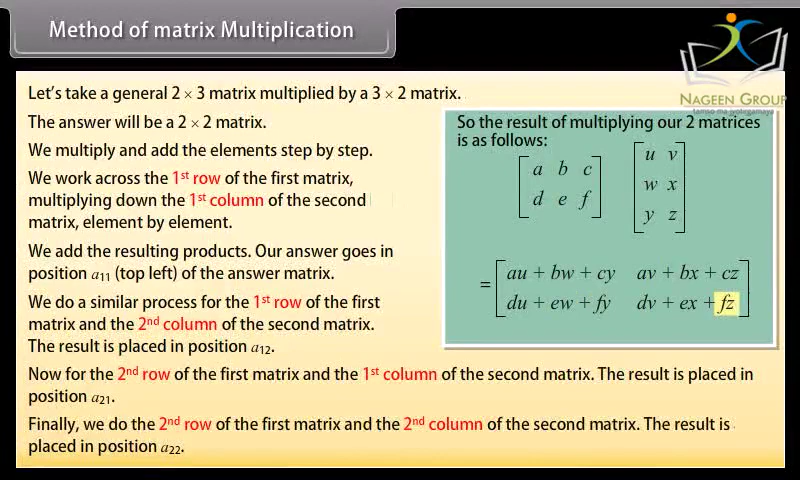 Method of matrix Multiplication
NAGEEN GROUP
tamso ma jyotirgamaya
Let's take a general 2 × 3 matrix multiplied by a 3 × 2 matrix.
The answer will be a 2 × 2 matrix.
We multiply and add the elements step by step.
We work across the 1st row of the first matrix,
multiplying down the 1st column of the second
matrix, element by element.
We add the resulting products. Our answer goes in
position a11 (top left) of the answer matrix.
We do a similar process for the 1st row of the first
matrix and the 2nd column of the second matrix.
The result is placed in position a12.
Now for the 2nd row of the first matrix and the 1st column of the second matrix. The result is placed in
position a21.
Finally, we do the 2nd row of the first matrix and the 2nd column of the second matrix. The result is
placed in position a22.
So the result of multiplying our 2 matrices
is as follows:
a b c
d e f
u v
w x
y z
= au + bw + cy av + bx + cz
du + ew + fy dv + ex + fz